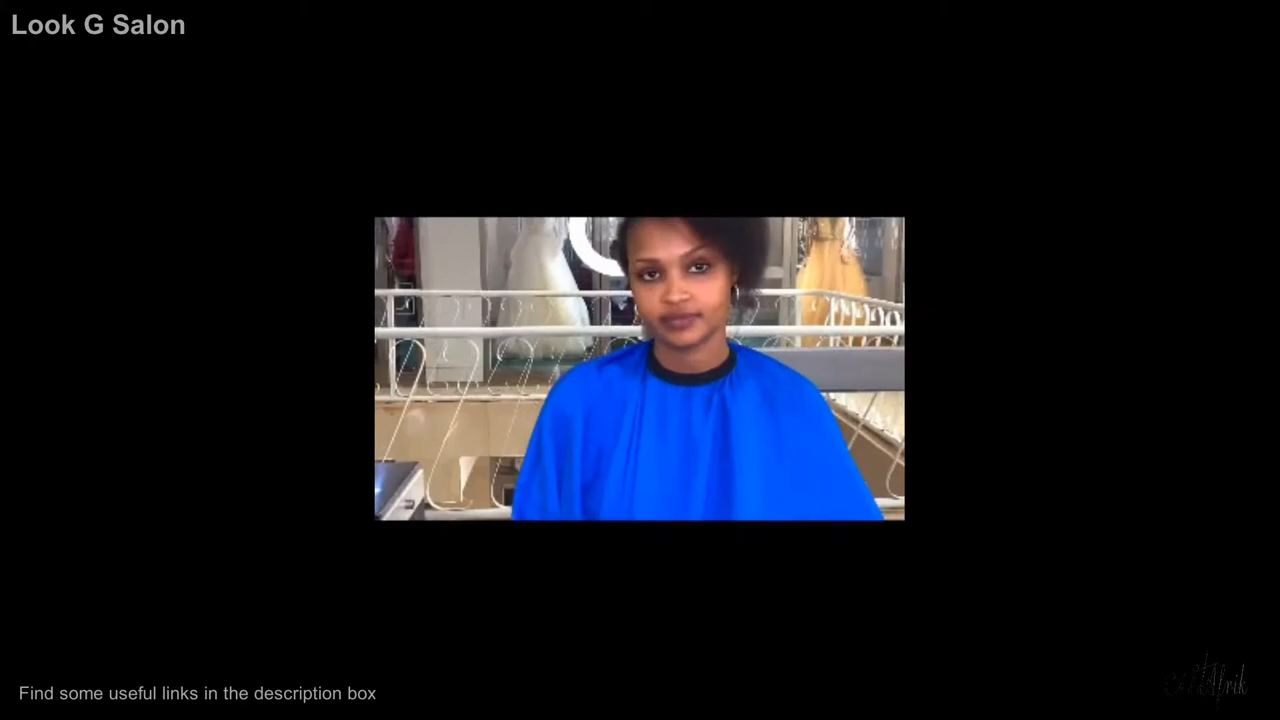 Look G Salon
Find some useful links in the description box